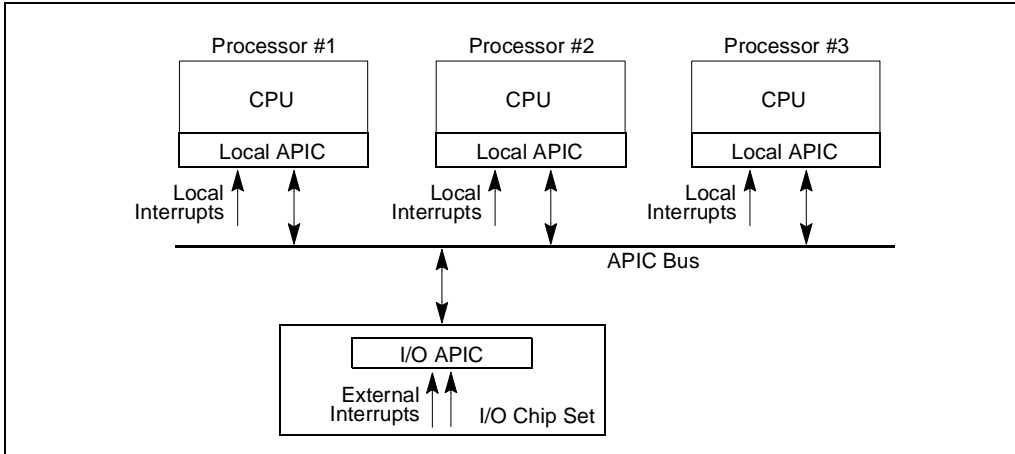 Processor #1
Processor #2
Processor #3
CPU
CPU
CPU
Local APIC
Local APIC
Local APIC
Local
Interrupts
Local
Interrupts
Local
Interrupts
APIC Bus
I/O APIC
External
Interrupts
I/O Chip Set